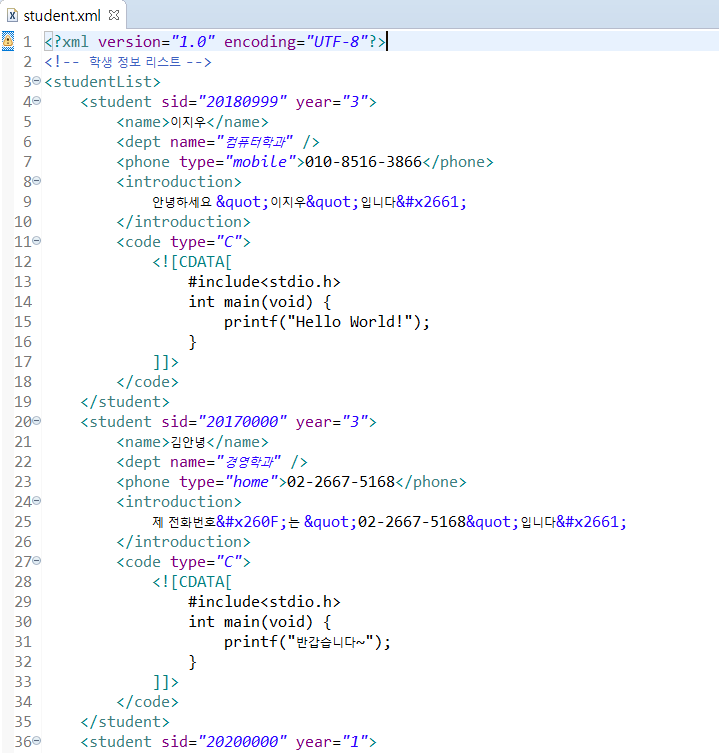 student.xml
1 <?xml version="1.0" encoding="UTF-8"?>
2 <!-- 학생 정보 리스트 -->
3 <studentList>
4     <student sid="20180999" year="3">
5         <name>이지우</name>
6         <dept name="컴퓨터학과" />
7         <phone type="mobile">010-8516-3866</phone>
8         <introduction>
9             안녕하세요 &quot;이지우&quot;입니다&#x2661;
10         </introduction>
11         <code type="C">
12             <![CDATA[
13                 #include<stdio.h>
14                 int main(void) {
15                     printf("Hello World!");
16                 }
17             ]]>
18         </code>
19     </student>
20     <student sid="20170000" year="3">
21         <name>김안녕</name>
22         <dept name="경영학과" />
23         <phone type="home">02-2667-5168</phone>
24         <introduction>
25             제 전화번호&#x260F;는 &quot;02-2667-5168&quot;입니다&#x2661;
26         </introduction>
27         <code type="C">
28             <![CDATA[
29                 #include<stdio.h>
30                 int main(void) {
31                     printf("반갑습니다~");
32                 }
33             ]]>
34         </code>
35     </student>
36     <student sid="20200000" year="1">